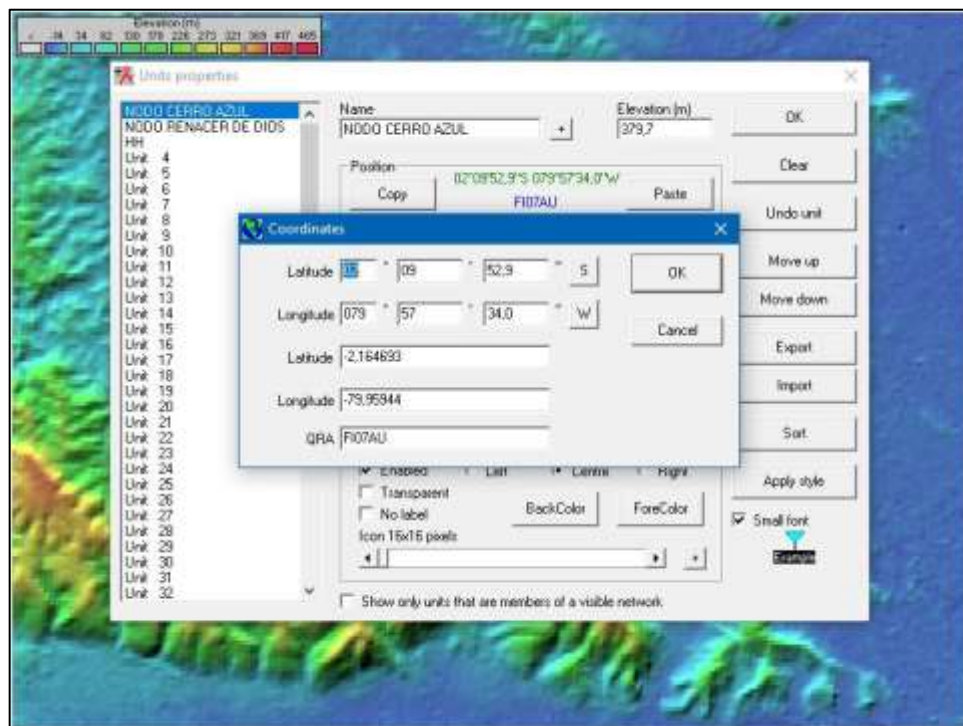 Elevation (m)
< -14 34 82 130 178 226 273 321 369 417 465
Units properties
NODO CERRO AZUL
NODO RENACER DE DIOS
HH
Unit 4
Unit 5
Unit 6
Unit 7
Unit 8
Unit 9
Unit 10
Unit 11
Unit 12
Unit 13
Unit 14
Unit 15
Unit 16
Unit 17
Unit 18
Unit 19
Unit 20
Unit 21
Unit 22
Unit 23
Unit 24
Unit 25
Unit 26
Unit 27
Unit 28
Unit 29
Unit 30
Unit 31
Unit 32
Name
NODO CERRO AZUL
+
Elevation (m)
379,7
Position
Copy
02°09'52,9"S 079°57'34,0"W
FI07AU
Paste
Coordinates
Latitude 02 ° 09 ' 52,9 " S
Longitude 079 ° 57 ' 34,0 " W
Latitude -2,164693
Longitude -79,95944
QRA FI07AU
OK
Cancel
Enabled Left Centre Right
Transparent
No label
BackColor
ForeColor
Icon 16x16 pixels
+
Show only units that are members of a visible network
OK
Clear
Undo unit
Move up
Move down
Export
Import
Sort
Apply style
Small font
Example